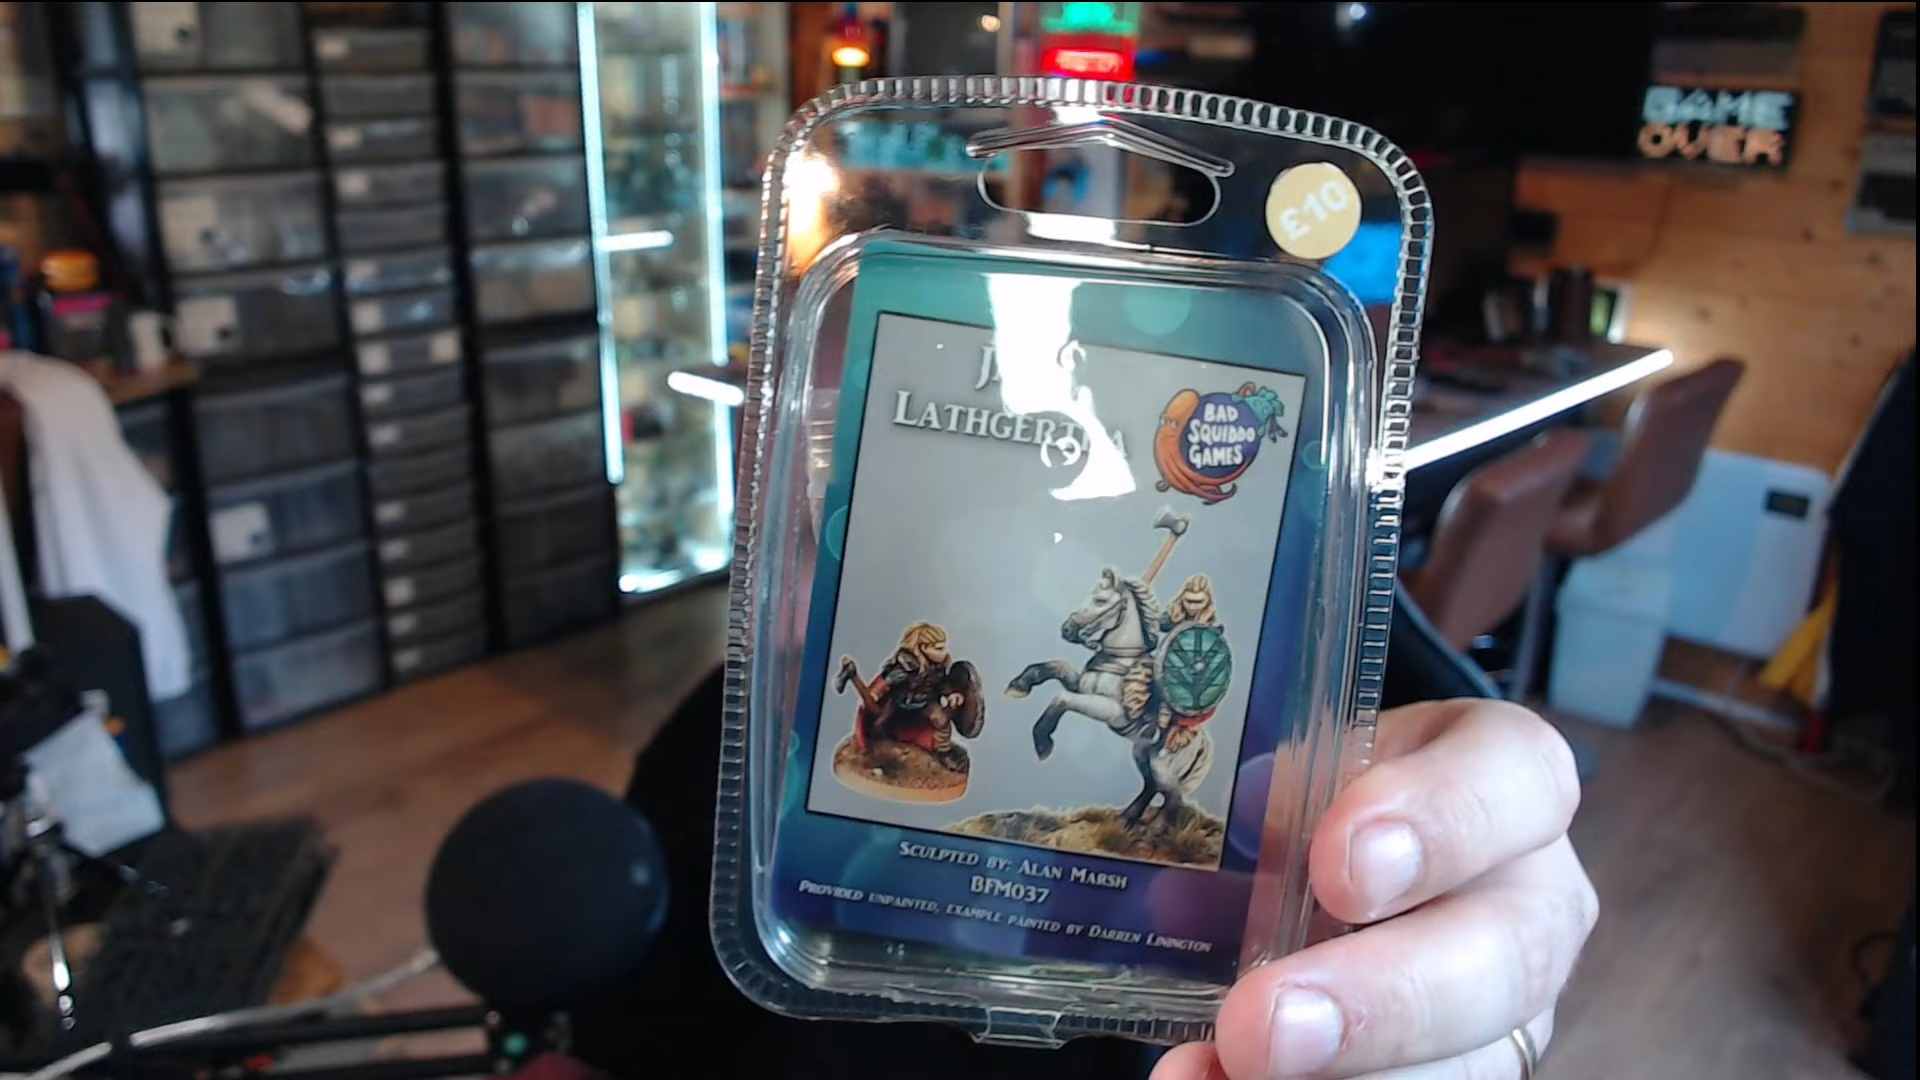 GAME
OVER
£10
LATHGERTHA
BAD
SQUIDDO
GAMES
SCULPTED BY: ALAN MARSH
BFM037
PROVIDED UNPAINTED, EXAMPLE PAINTED BY DARREN LININGTON